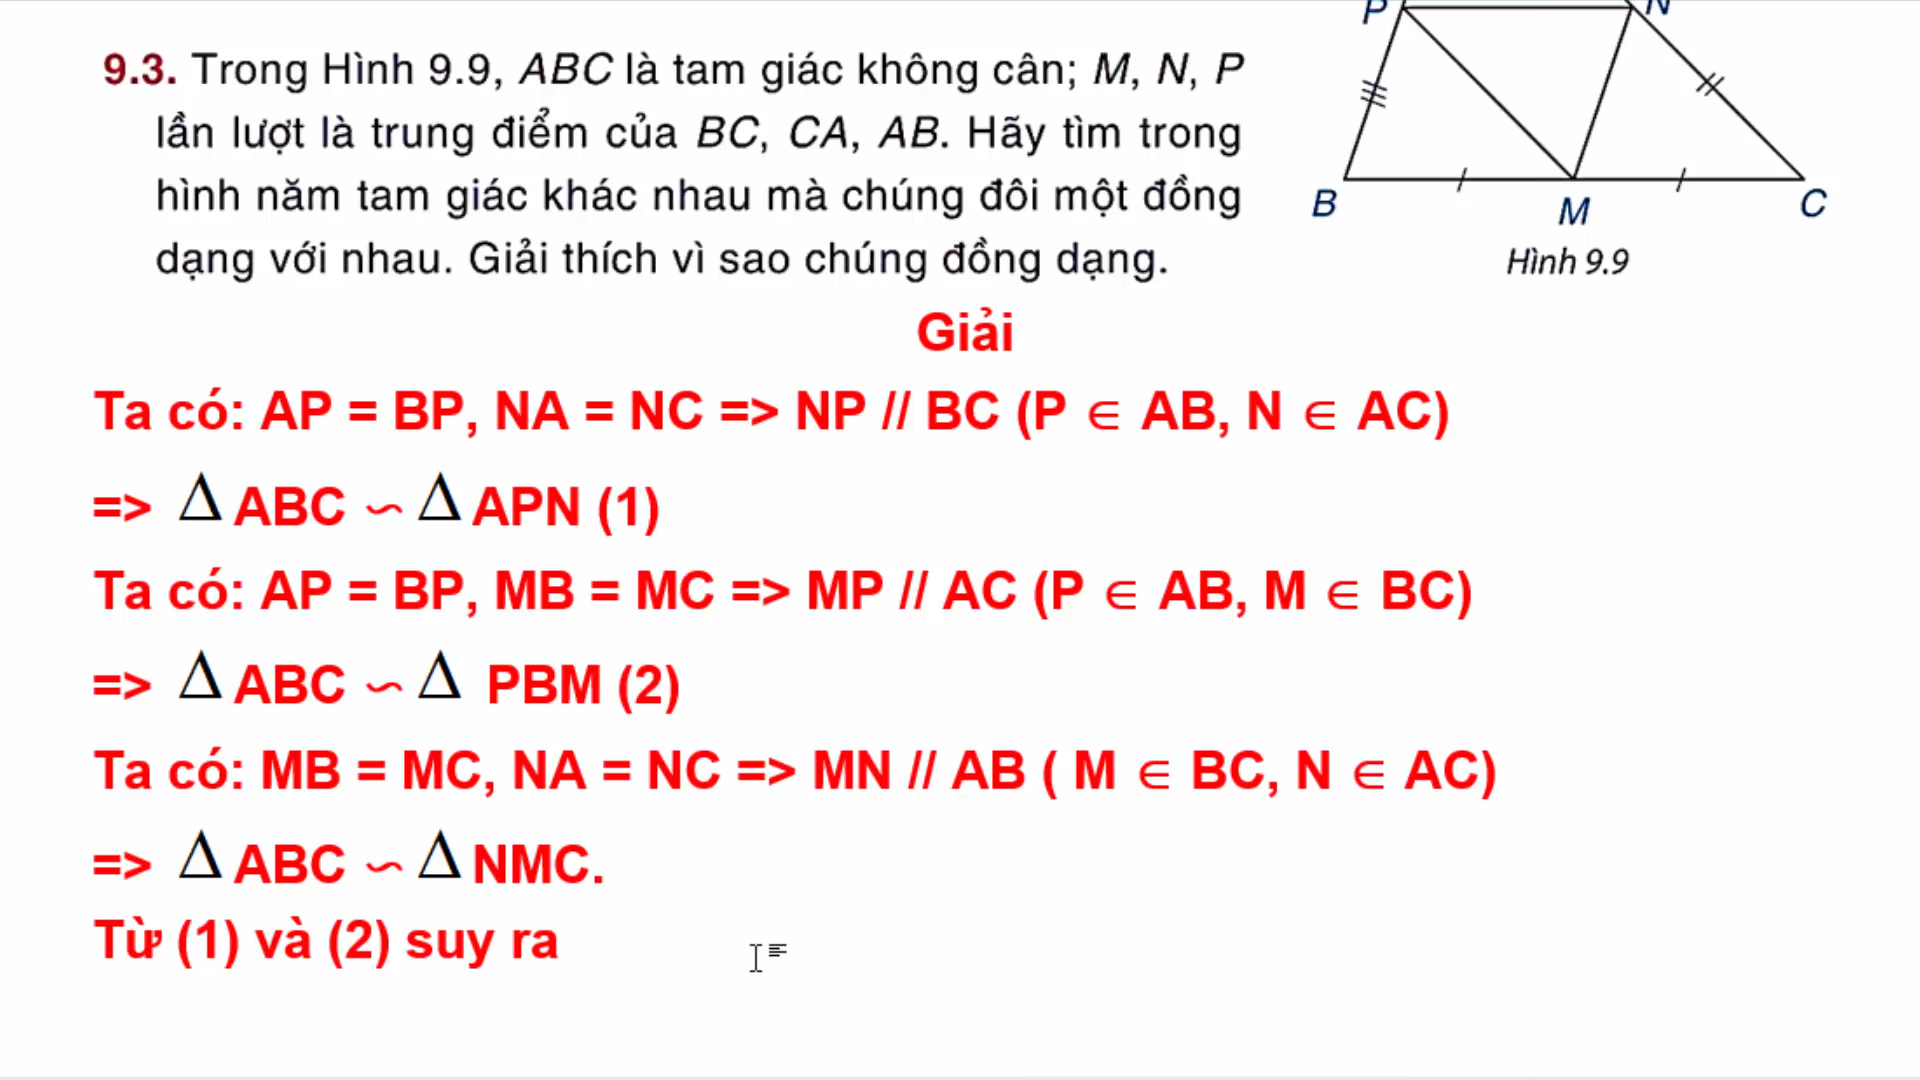 P
N
9.3. Trong Hình 9.9, ABC là tam giác không cân; M, N, P
lần lượt là trung điểm của BC, CA, AB. Hãy tìm trong
hình năm tam giác khác nhau mà chúng đôi một đồng
dạng với nhau. Giải thích vì sao chúng đồng dạng.
B
M
C
Hình 9.9
Giải
Ta có: AP = BP, NA = NC => NP // BC (P ∈ AB, N ∈ AC)
=> Δ ABC ∽ Δ APN (1)
Ta có: AP = BP, MB = MC => MP // AC (P ∈ AB, M ∈ BC)
=> Δ ABC ∽ Δ PBM (2)
Ta có: MB = MC, NA = NC => MN // AB ( M ∈ BC, N ∈ AC)
=> Δ ABC ∽ Δ NMC.
Từ (1) và (2) suy ra